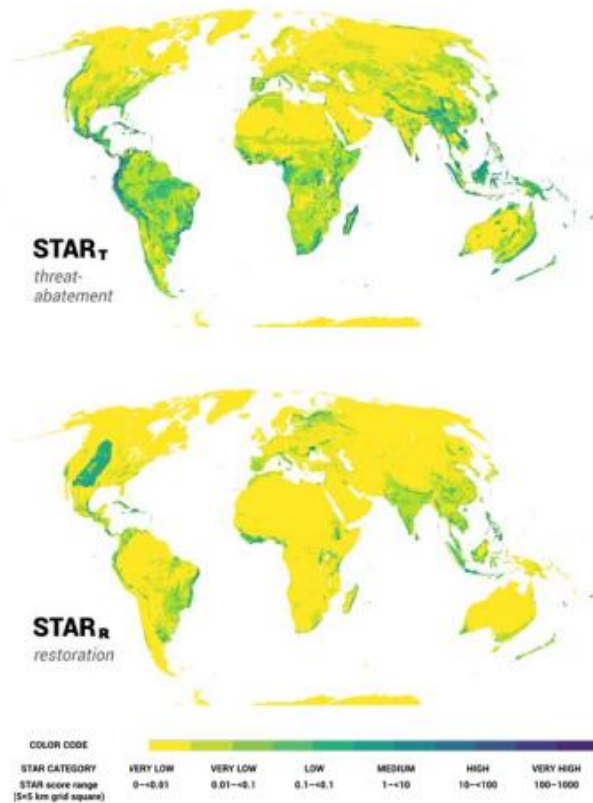 STAR T
threat-
abatement
STAR R
restoration
COLOR CODE
STAR CATEGORY VERY LOW VERY LOW LOW MEDIUM HIGH VERY HIGH
STAR score range 0–<0.01 0.01–<0.1 0.1–<0.1 1–<10 10–<100 100–1000
(5×5 km grid square)